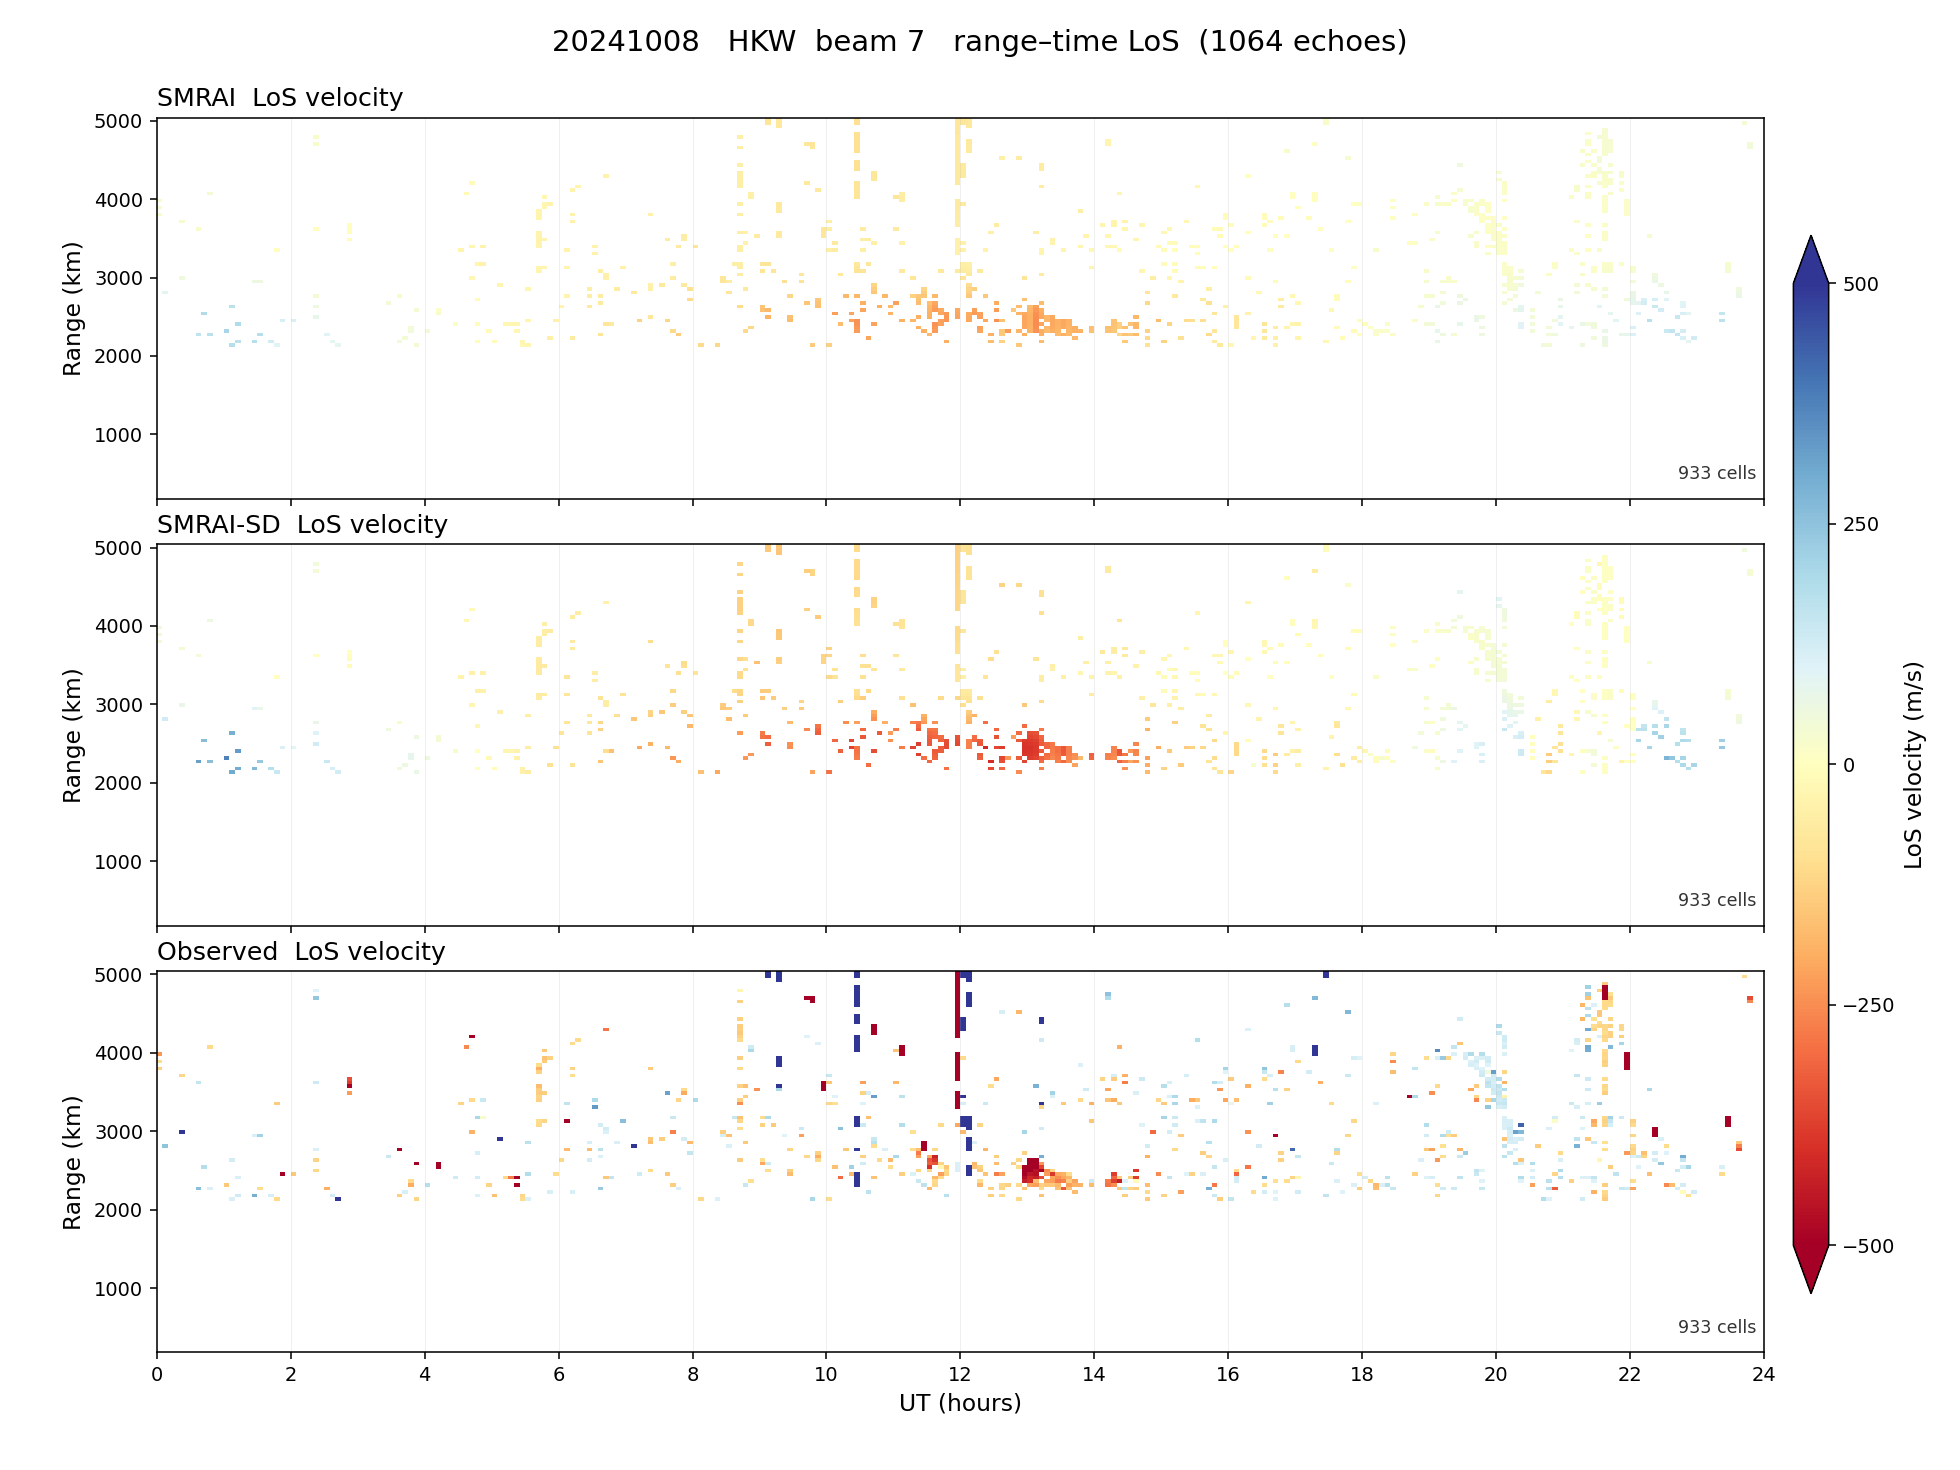 20241008   HKW  beam 7   range–time LoS  (1064 echoes)
SMRAI  LoS velocity
5000
4000
3000
2000
1000
Range (km)
933 cells
SMRAI-SD  LoS velocity
5000
4000
3000
2000
1000
Range (km)
933 cells
Observed  LoS velocity
5000
4000
3000
2000
1000
Range (km)
933 cells
0 2 4 6 8 10 12 14 16 18 20 22 24
UT (hours)
500
250
0
−250
−500
LoS velocity (m/s)